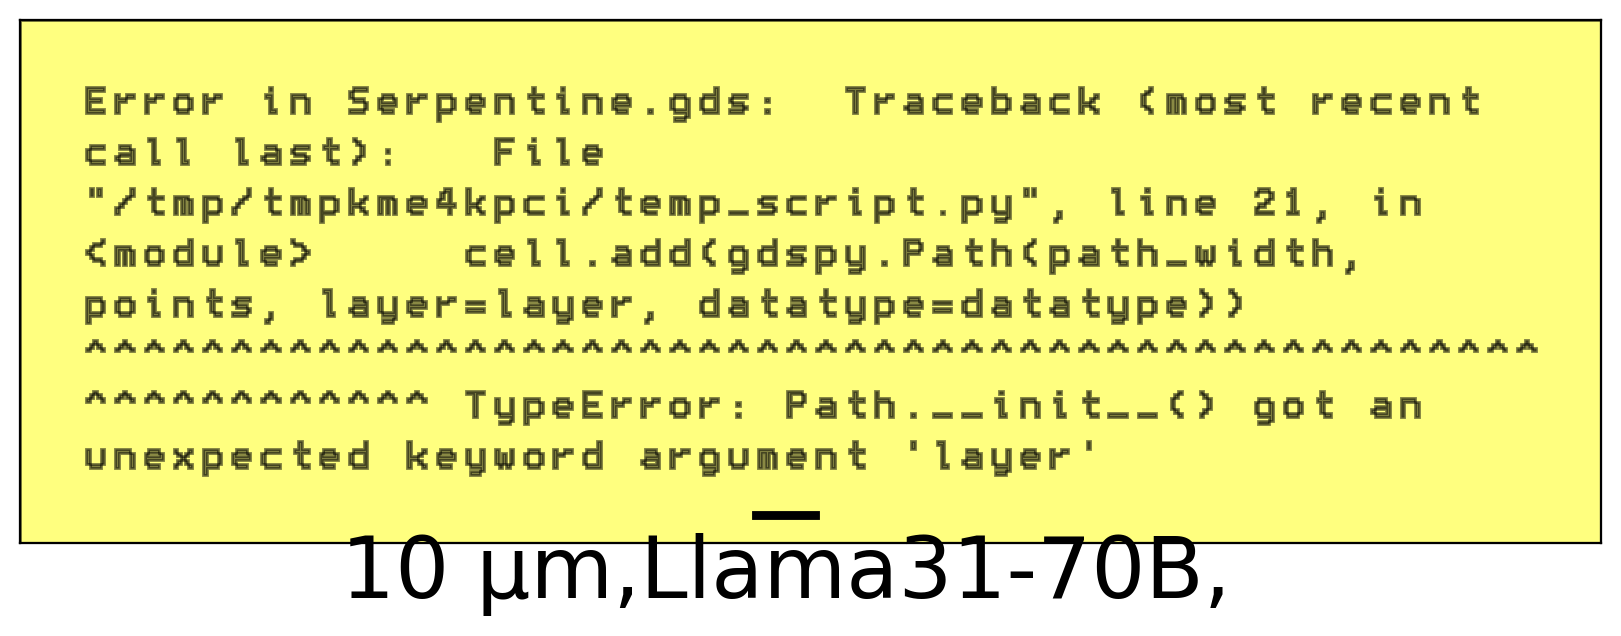 Error in Serpentine.gds:  Traceback (most recent
call last):   File
"/tmp/tmpkme4kpci/temp_script.py", line 21, in
<module>     cell.add(gdspy.Path(path_width,
points, layer=layer, datatype=datatype))
^^^^^^^^^^^^^^^^^^^^^^^^^^^^^^^^^^^^^^^^^^^^^^^^^^
^^^^^^^^^^^^ TypeError: Path.__init__() got an
unexpected keyword argument 'layer'
10 µm,Llama31-70B,